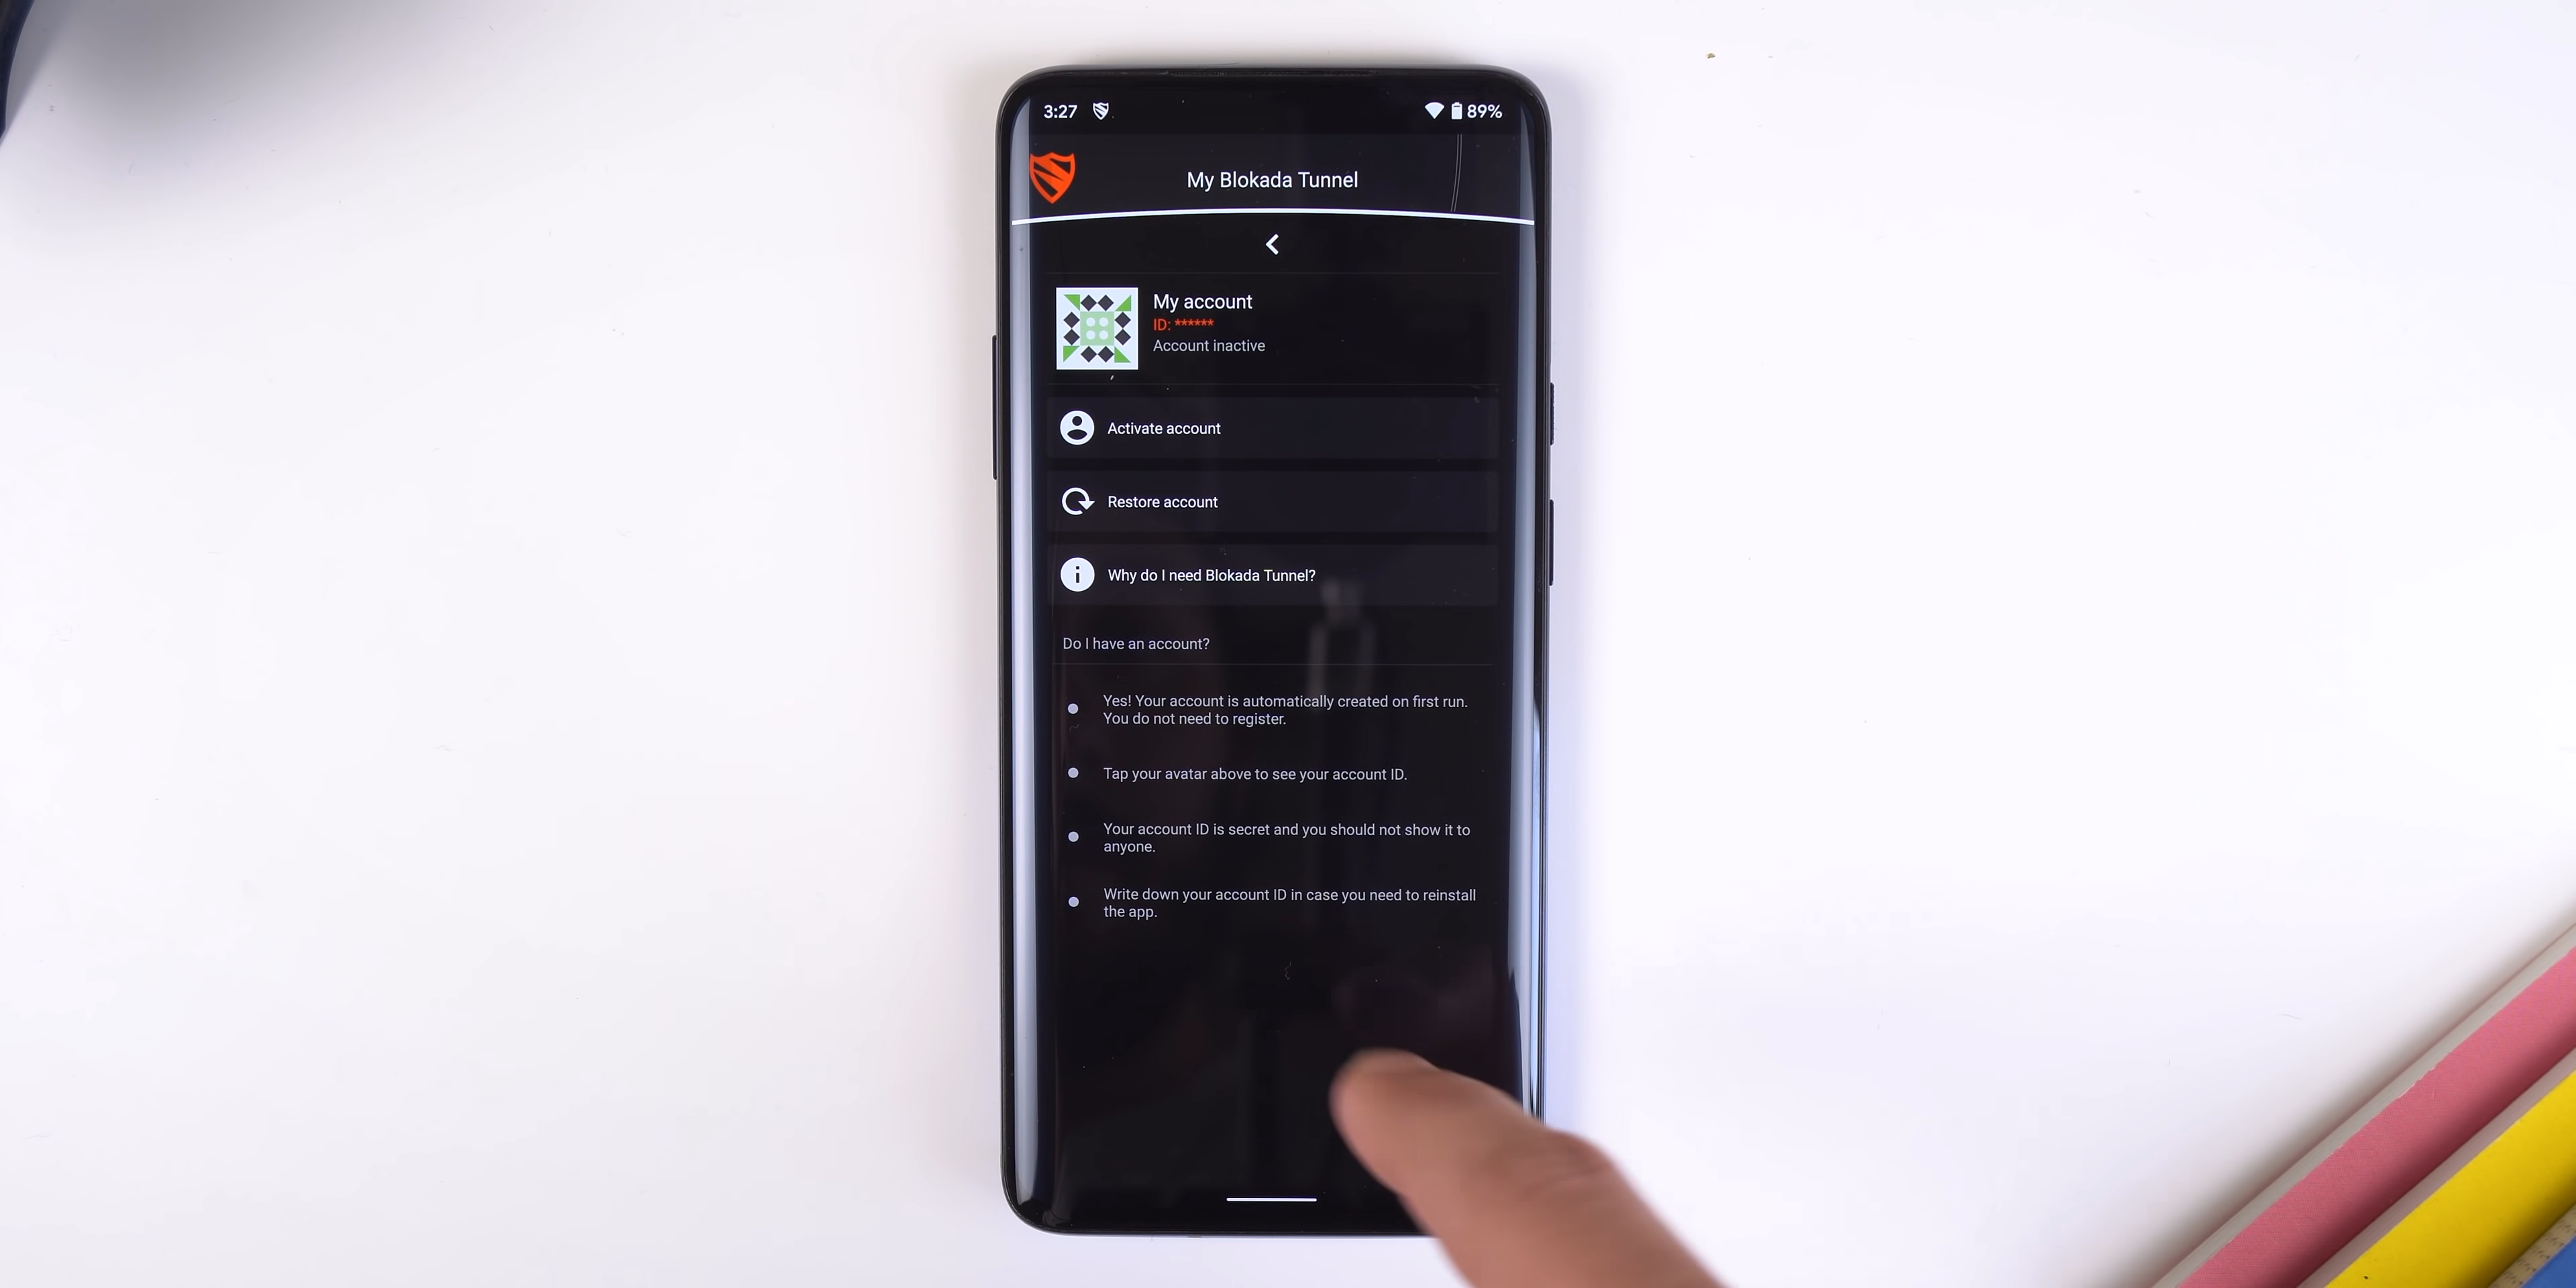 3:27
89%
My Blokada Tunnel
My account
ID: ******
Account inactive
Activate account
Restore account
Why do I need Blokada Tunnel?
Do I have an account?
Yes! Your account is automatically created on first run.
You do not need to register.
Tap your avatar above to see your account ID.
Your account ID is secret and you should not show it to
anyone.
Write down your account ID in case you need to reinstall
the app.